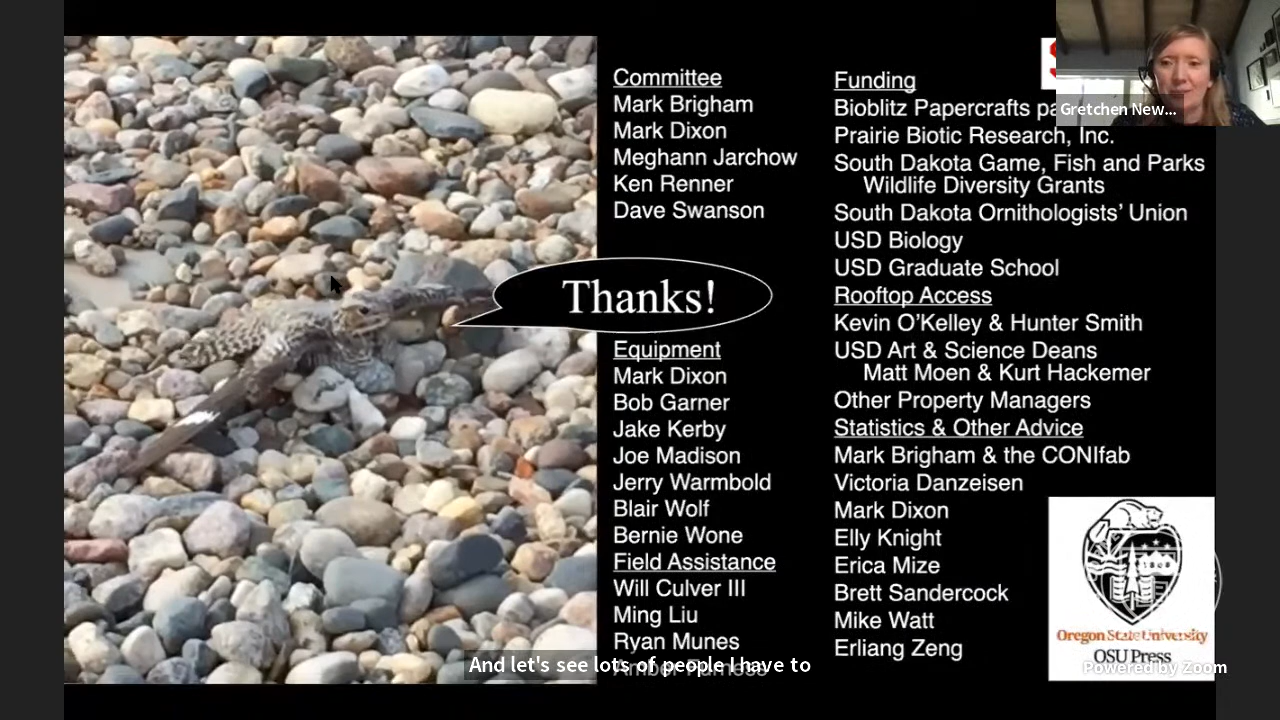 Committee
Mark Brigham
Mark Dixon
Meghann Jarchow
Ken Renner
Dave Swanson
Thanks!
Equipment
Mark Dixon
Bob Garner
Jake Kerby
Joe Madison
Jerry Warmbold
Blair Wolf
Bernie Wone
Field Assistance
Will Culver III
Ming Liu
Ryan Munes
Funding
Bioblitz Papercrafts
Prairie Biotic Research, Inc.
South Dakota Game, Fish and Parks
Wildlife Diversity Grants
South Dakota Ornithologists' Union
USD Biology
USD Graduate School
Rooftop Access
Kevin O'Kelley & Hunter Smith
USD Art & Science Deans
Matt Moen & Kurt Hackemer
Other Property Managers
Statistics & Other Advice
Mark Brigham & the CONIfab
Victoria Danzeisen
Mark Dixon
Elly Knight
Erica Mize
Brett Sandercock
Mike Watt
Erliang Zeng
Gretchen New...
Oregon State University
OSU Press
Powered by Zoom
And let's see lots of people I have to